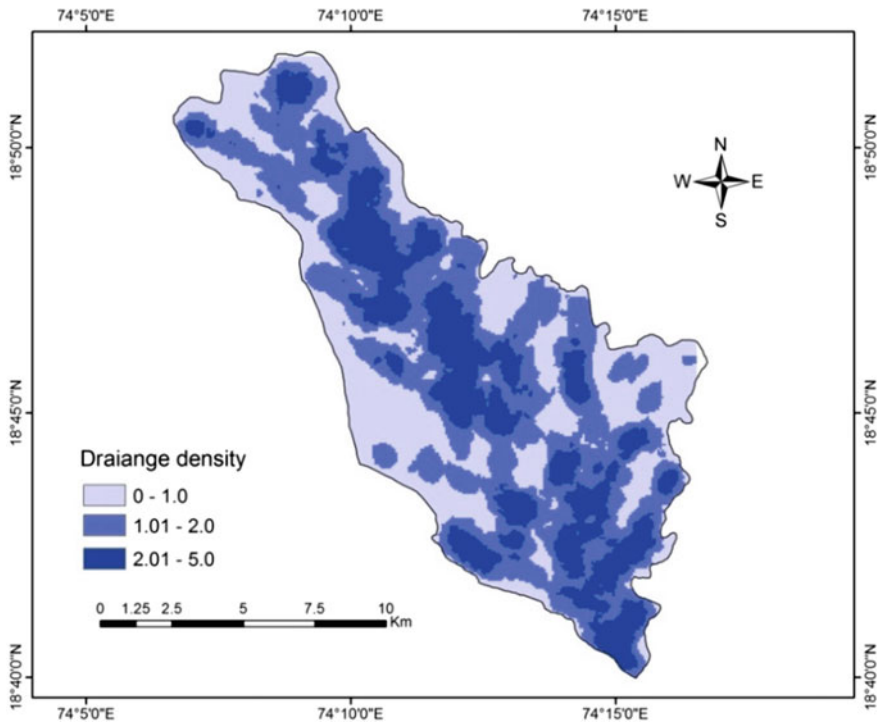 74°5'0"E 74°10'0"E 74°15'0"E
18°50'0"N 18°50'0"N
N
W E
S
18°45'0"N 18°45'0"N
Draiange density
0 - 1.0
1.01 - 2.0
2.01 - 5.0
0 1.25 2.5 5 7.5 10
Km
18°40'0"N 18°40'0"N
74°5'0"E 74°10'0"E 74°15'0"E